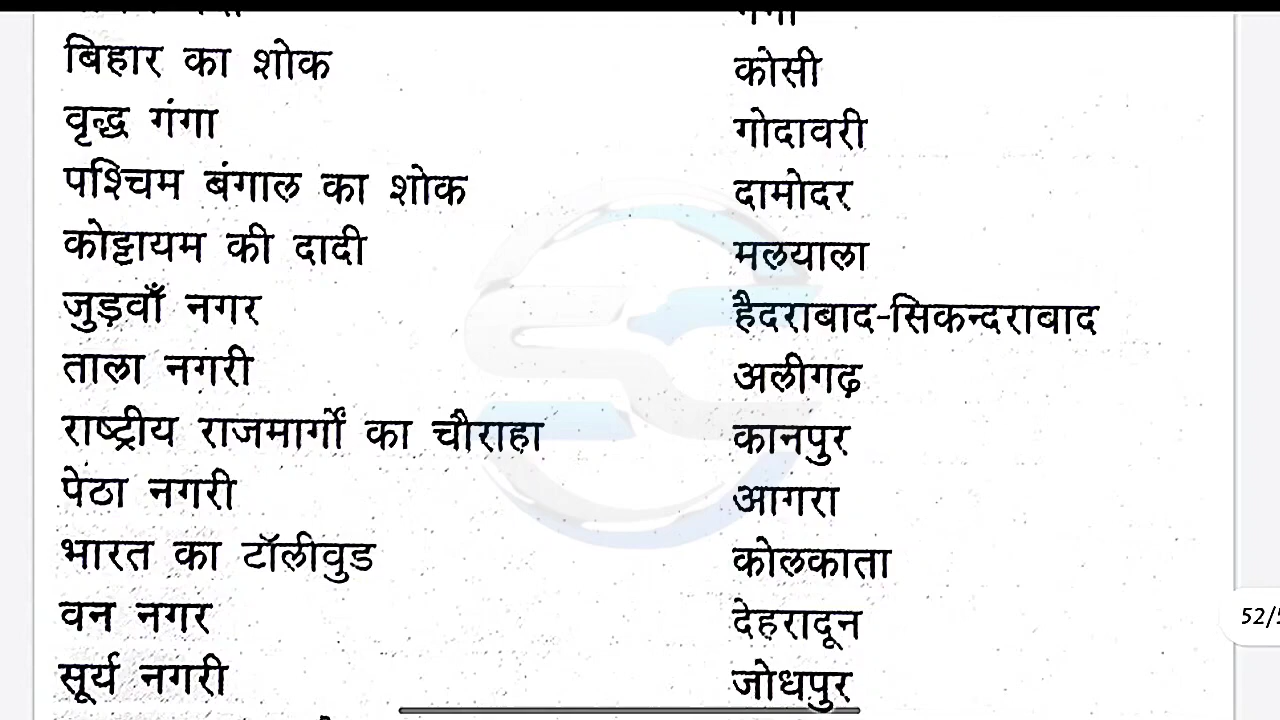 बिहार का शोक कोसी
वृद्ध गंगा गोदावरी
पश्चिम बंगाल का शोक दामोदर
कोट्टायम की दादी मलयाला
जुड़वाँ नगर हैदराबाद-सिकन्दराबाद
ताला नगरी अलीगढ़
राष्ट्रीय राजमार्गों का चौराहा कानपुर
पेठा नगरी आगरा
भारत का टॉलीवुड कोलकाता
वन नगर देहरादून
52/
सूर्य नगरी जोधपुर